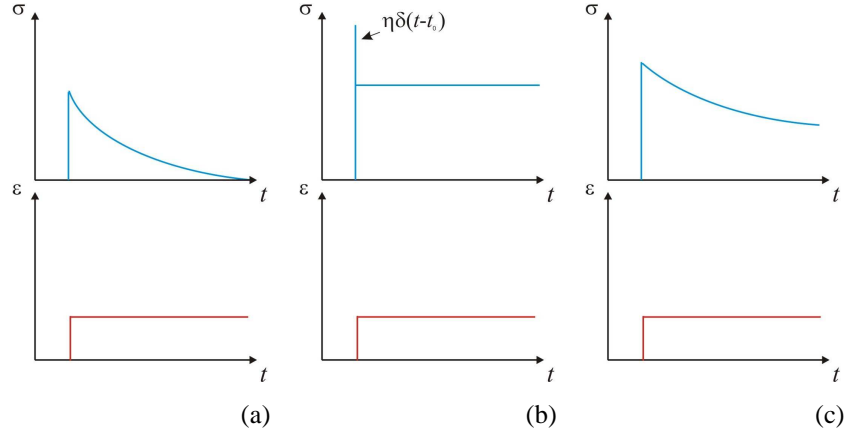 σ σ σ
ηδ(t-t₀)
t t t
ε ε ε
t t t
(a) (b) (c)